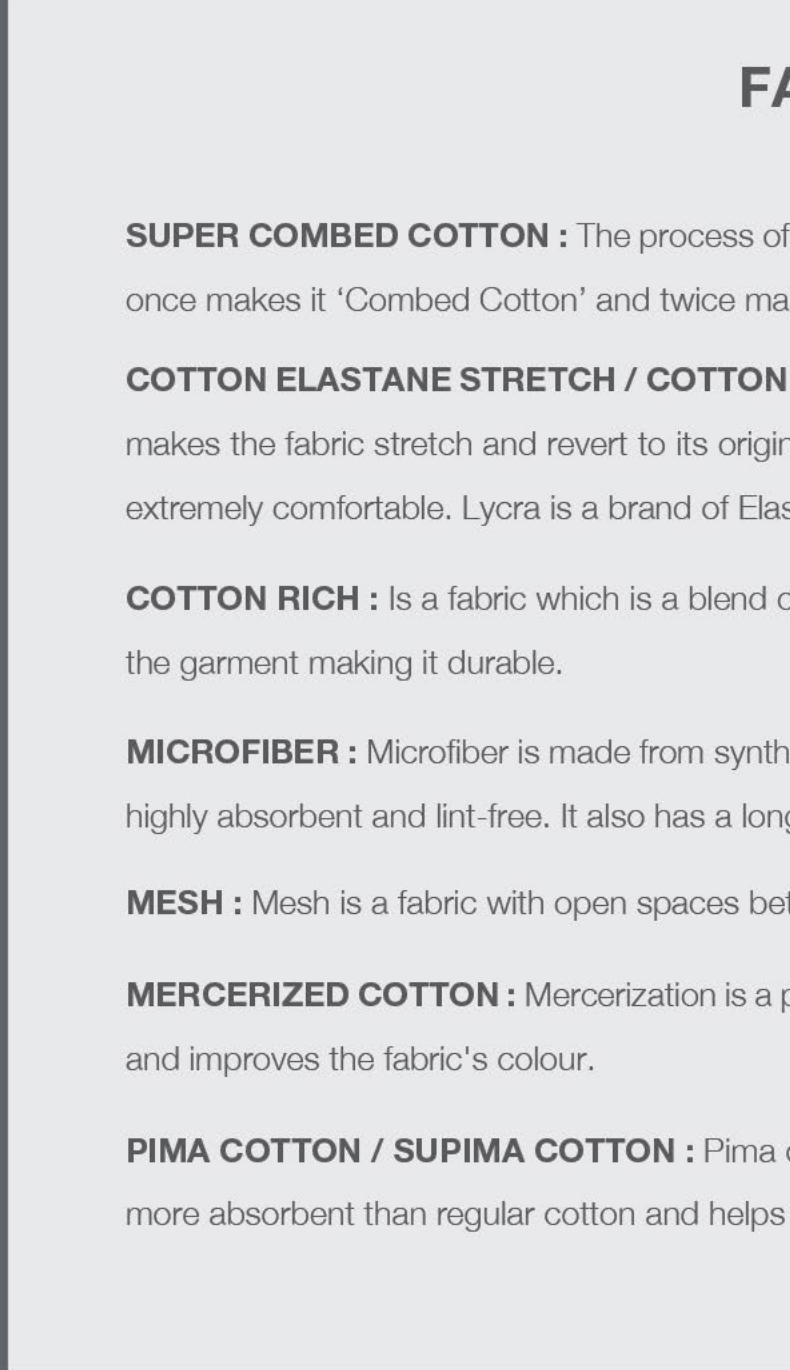 FA
SUPER COMBED COTTON : The process of
once makes it ‘Combed Cotton’ and twice ma
COTTON ELASTANE STRETCH / COTTON
makes the fabric stretch and revert to its origin
extremely comfortable. Lycra is a brand of Elas
COTTON RICH : Is a fabric which is a blend
the garment making it durable.
MICROFIBER : Microfiber is made from synth
highly absorbent and lint-free. It also has a long
MESH : Mesh is a fabric with open spaces bet
MERCERIZED COTTON : Mercerization is a p
and improves the fabric's colour.
PIMA COTTON / SUPIMA COTTON : Pima
more absorbent than regular cotton and helps